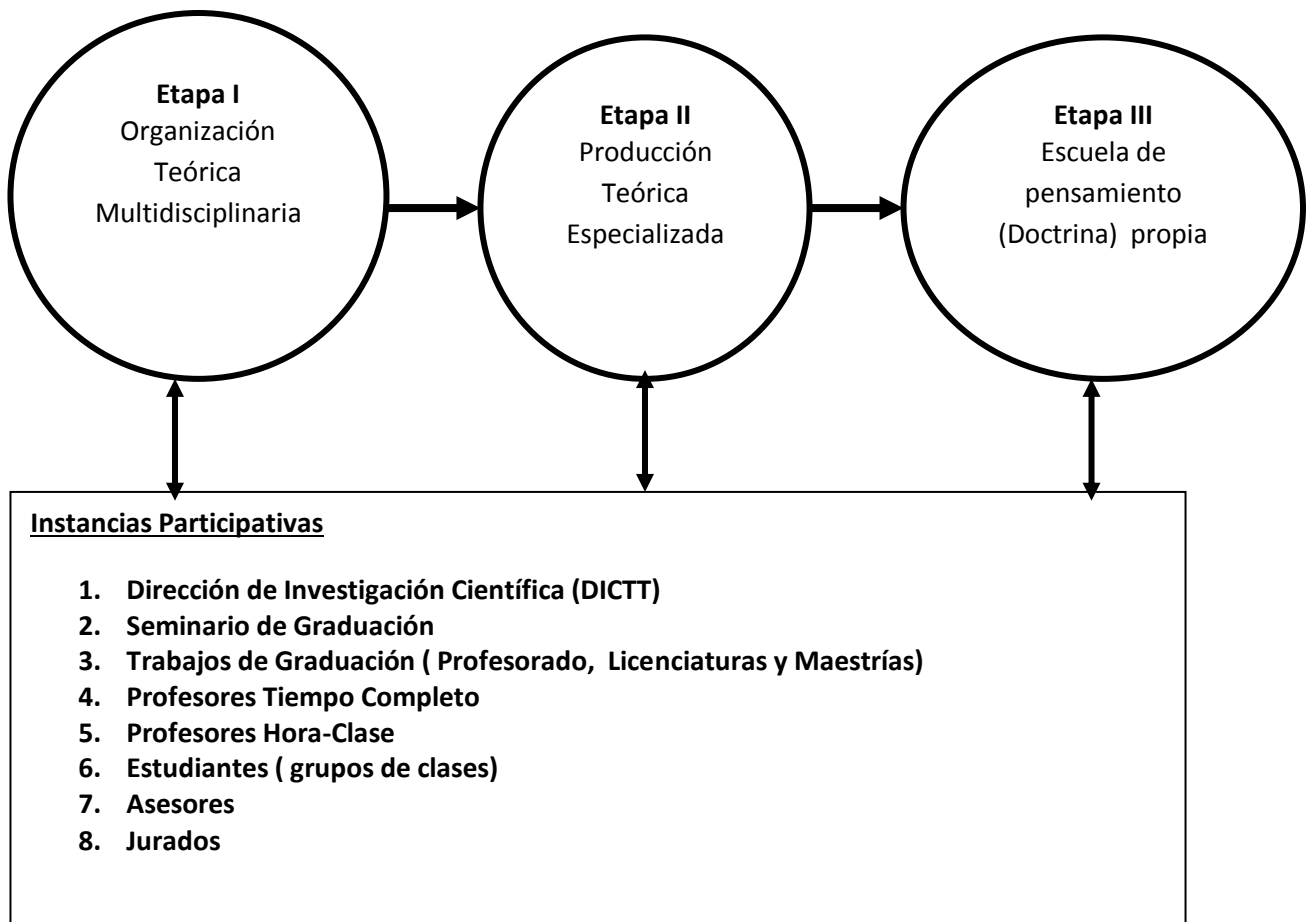 Etapa I
Organización
Teórica
Multidisciplinaria
Etapa II
Producción
Teórica
Especializada
Etapa III
Escuela de
pensamiento
(Doctrina) propia
Instancias Participativas
1. Dirección de Investigación Científica (DICTT)
2. Seminario de Graduación
3. Trabajos de Graduación ( Profesorado, Licenciaturas y Maestrías)
4. Profesores Tiempo Completo
5. Profesores Hora-Clase
6. Estudiantes ( grupos de clases)
7. Asesores
8. Jurados